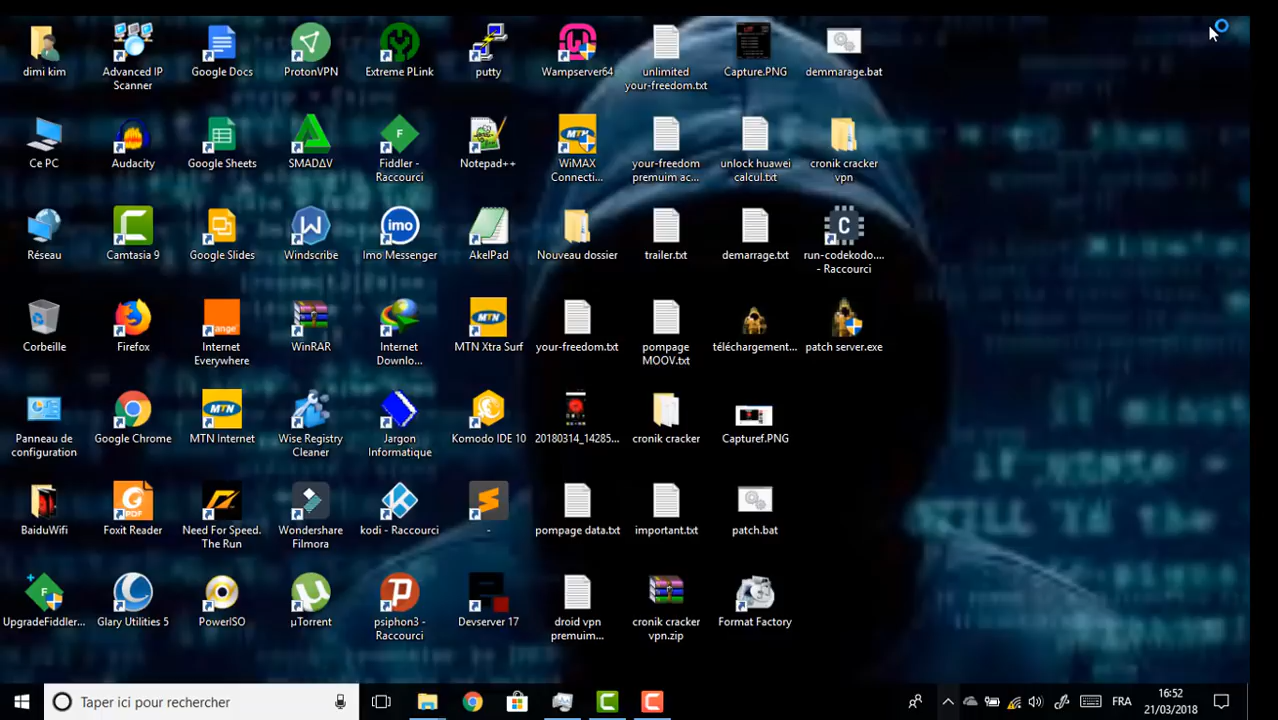 dimi kim
Advanced IP
Scanner
Google Docs
ProtonVPN
Extreme PLink
putty
Wampserver64
unlimited
your-freedom.txt
Capture.PNG
demmarage.bat
Ce PC
Audacity
Google Sheets
SMADΔV
Fiddler -
Raccourci
Notepad++
WiMAX
Connecti...
your-freedom
premuim ac...
unlock huawei
calcul.txt
cronik cracker
vpn
Réseau
Camtasia 9
Google Slides
Windscribe
Imo Messenger
AkelPad
Nouveau dossier
trailer.txt
demarrage.txt
run-codekodo....
- Raccourci
Corbeille
Firefox
Internet
Everywhere
WinRAR
Internet
Downlo...
MTN Xtra Surf
your-freedom.txt
pompage
MOOV.txt
téléchargement...
patch server.exe
Panneau de
configuration
Google Chrome
MTN Internet
Wise Registry
Cleaner
Jargon
Informatique
Komodo IDE 10
20180314_14285...
cronik cracker
Capturef.PNG
BaiduWifi
Foxit Reader
Need For Speed.
The Run
Wondershare
Filmora
kodi - Raccourci
-
pompage data.txt
important.txt
patch.bat
UpgradeFiddler...
Glary Utilities 5
PowerISO
µTorrent
psiphon3 -
Raccourci
Devserver 17
droid vpn
premuim...
cronik cracker
vpn.zip
Format Factory
Taper ici pour rechercher
FRA
16:52
21/03/2018